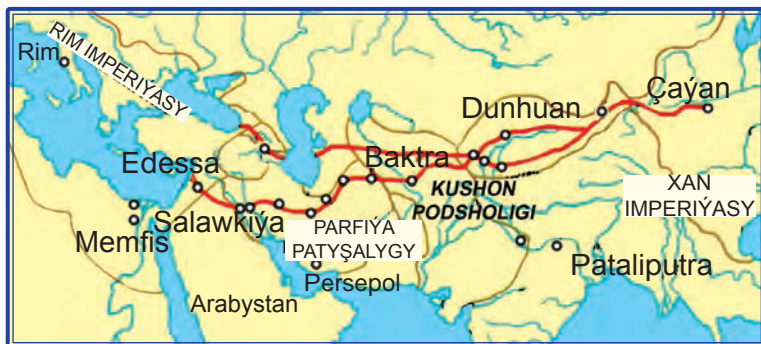 Rim
RIM IMPERIÝASY
Edessa
Salawkiýa
Memfis
Arabystan
PARFIÝA
PATYŞALYGY
Persepol
Baktra
KUSHON
PODSHOLIGI
Dunhuan
Çaýan
XAN
IMPERIÝASY
Pataliputra